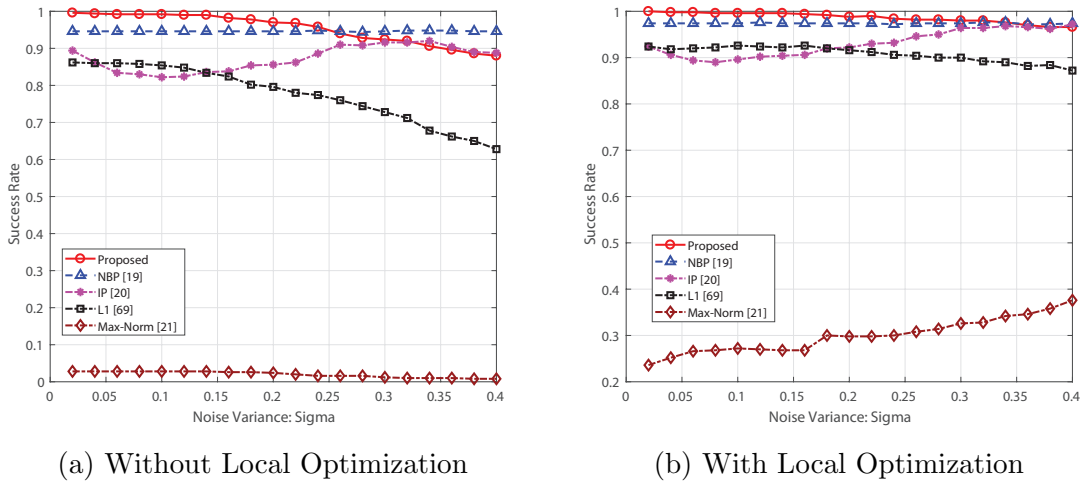 1
0.9
0.8
0.7
0.6
0.5
0.4
0.3
0.2
0.1
0
Success Rate
Proposed
NBP [19]
IP [20]
L1 [69]
Max-Norm [21]
0 0.05 0.1 0.15 0.2 0.25 0.3 0.35 0.4
Noise Variance: Sigma
(a) Without Local Optimization
1
0.9
0.8
0.7
0.6
0.5
0.4
0.3
0.2
Success Rate
Proposed
NBP [19]
IP [20]
L1 [69]
Max-Norm [21]
0 0.05 0.1 0.15 0.2 0.25 0.3 0.35 0.4
Noise Variance: Sigma
(b) With Local Optimization